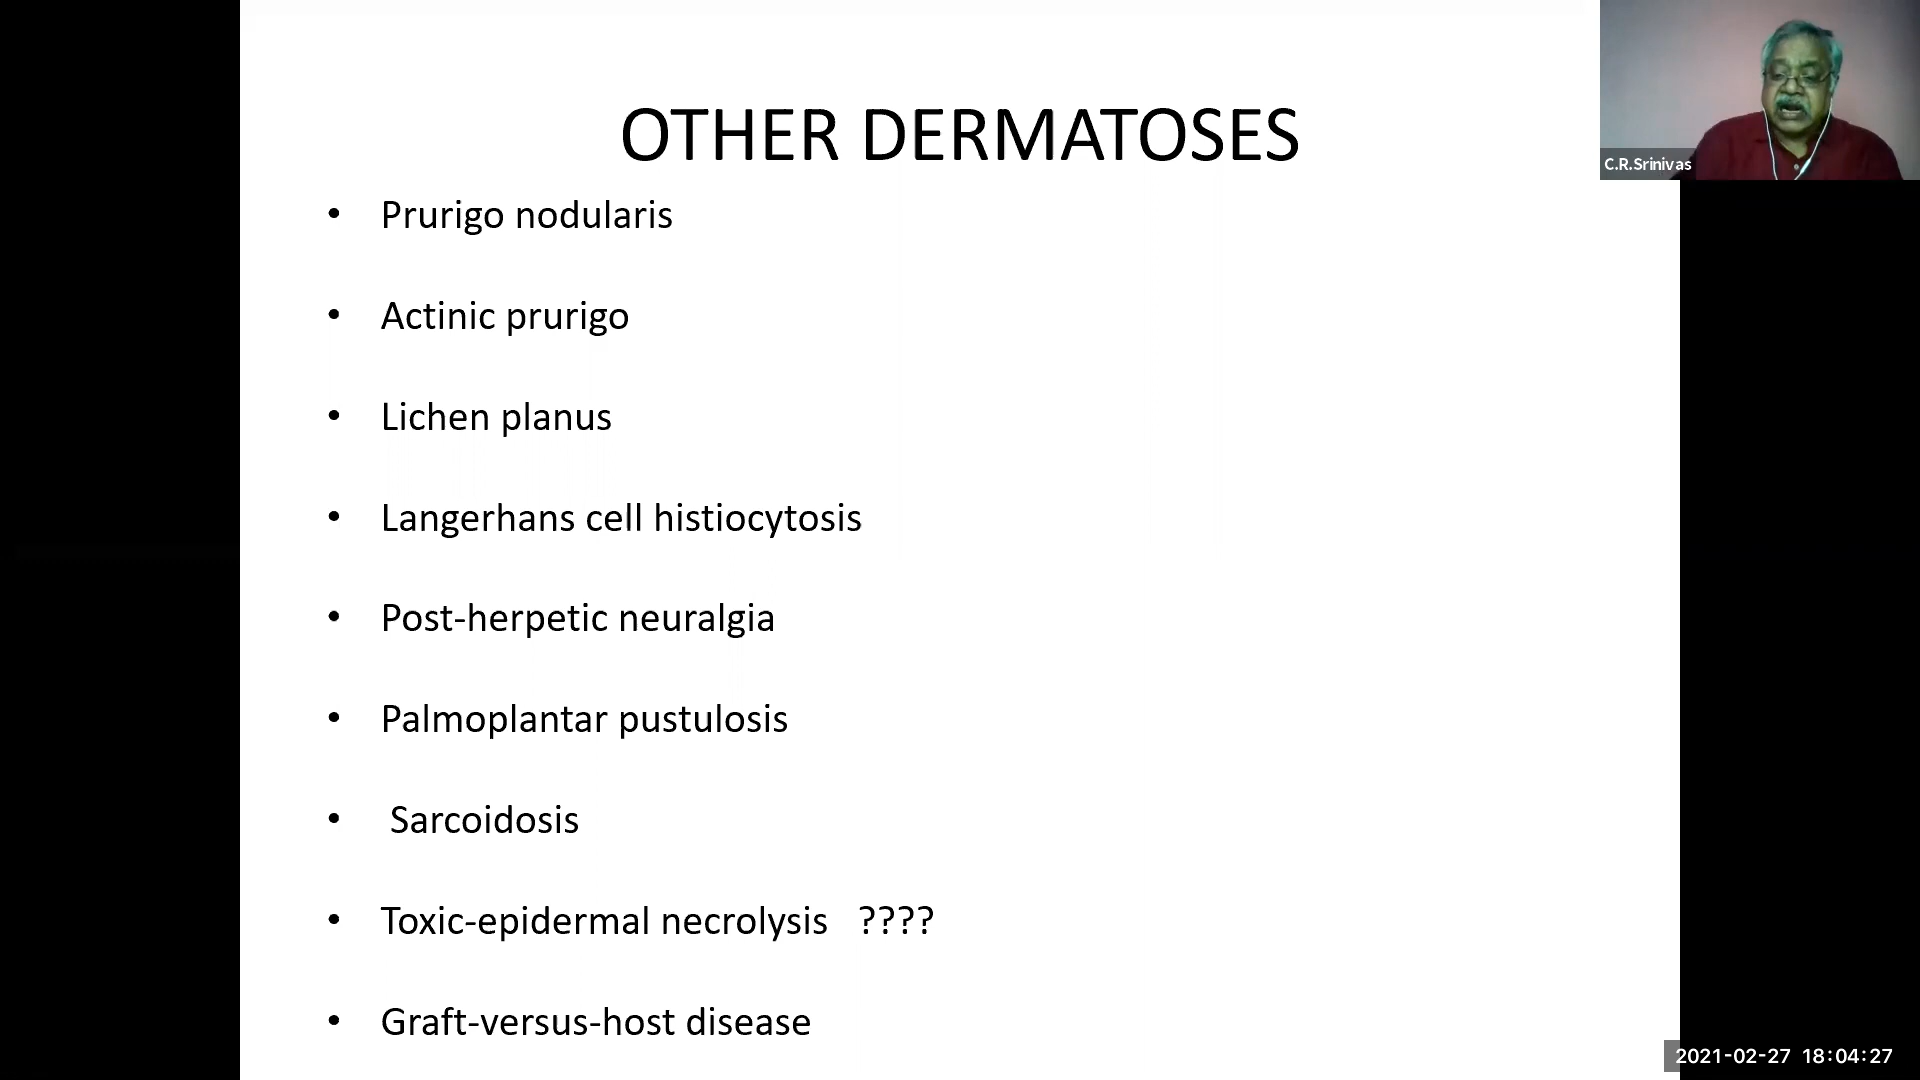 OTHER DERMATOSES
C.R.Srinivas
• Prurigo nodularis
• Actinic prurigo
• Lichen planus
• Langerhans cell histiocytosis
• Post-herpetic neuralgia
• Palmoplantar pustulosis
• Sarcoidosis
• Toxic-epidermal necrolysis ????
• Graft-versus-host disease
2021-02-27 18:04:27